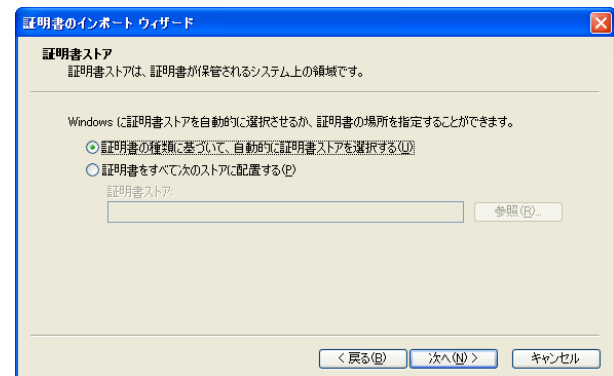 証明書のインポート ウィザード
証明書ストア
証明書ストアは、証明書が保管されるシステム上の領域です。
Windows に証明書ストアを自動的に選択させるか、証明書の場所を指定することができます。
証明書の種類に基づいて、自動的に証明書ストアを選択する(U)
証明書をすべて次のストアに配置する(P)
証明書ストア:
参照(R)...
< 戻る(B) 次へ(N) > キャンセル